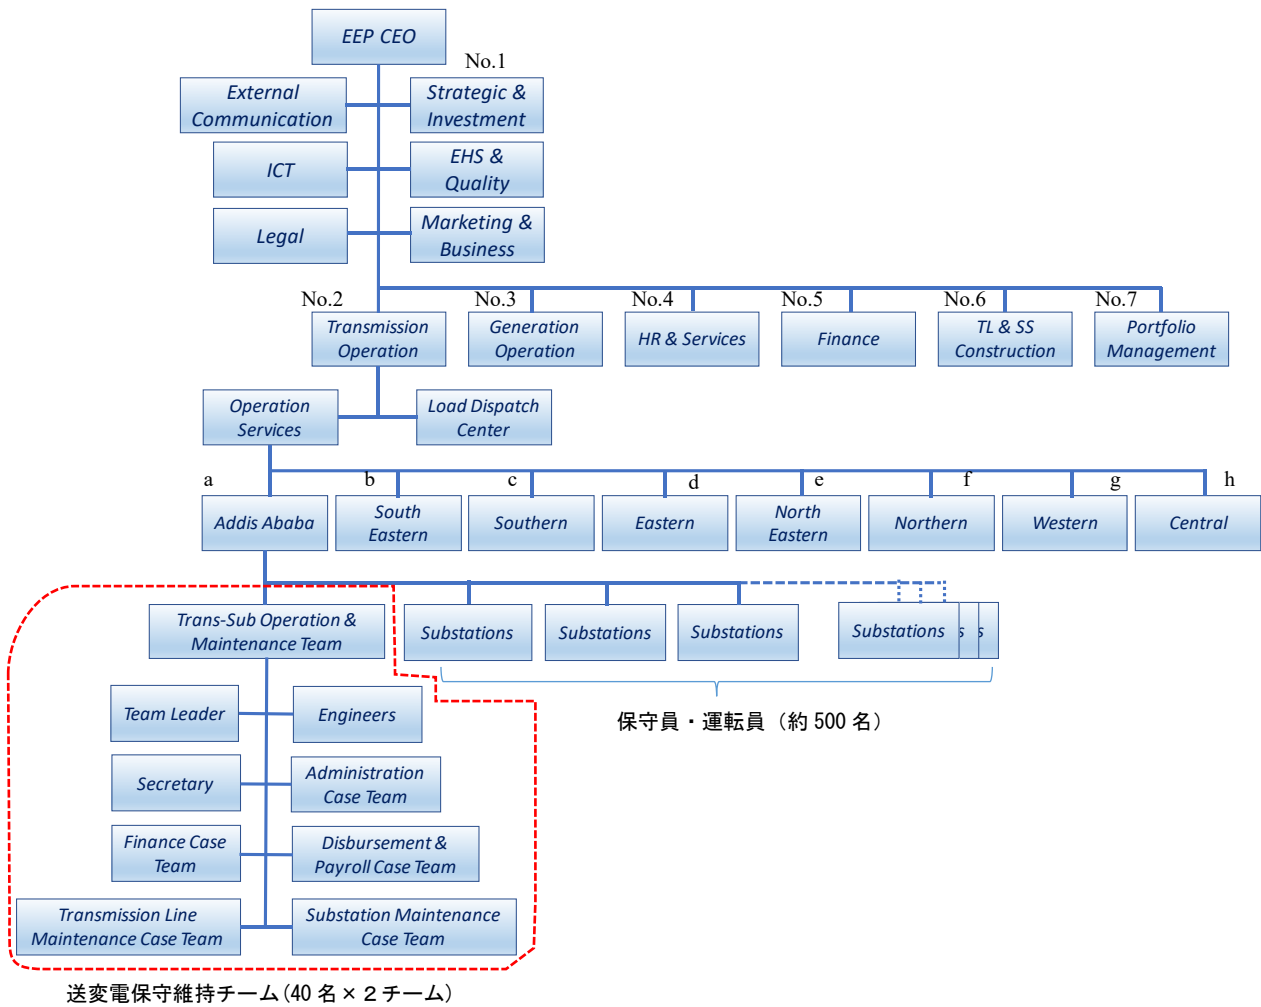 EEP CEO
No.1
External
Communication
Strategic &
Investment
ICT
EHS &
Quality
Legal
Marketing &
Business
No.2
No.3
No.4
No.5
No.6
No.7
Transmission
Operation
Generation
Operation
HR & Services
Finance
TL & SS
Construction
Portfolio
Management
Operation
Services
Load Dispatch
Center
a
b
c
d
e
f
g
h
Addis Ababa
South
Eastern
Southern
Eastern
North
Eastern
Northern
Western
Central
Trans-Sub Operation &
Maintenance Team
Substations
Substations
Substations
Substations
s
s
Team Leader
Engineers
保守員・運転員（約 500 名）
Secretary
Administration
Case Team
Finance Case
Team
Disbursement &
Payroll Case Team
Transmission Line
Maintenance Case Team
Substation Maintenance
Case Team
送変電保守維持チーム(40 名×２チーム)